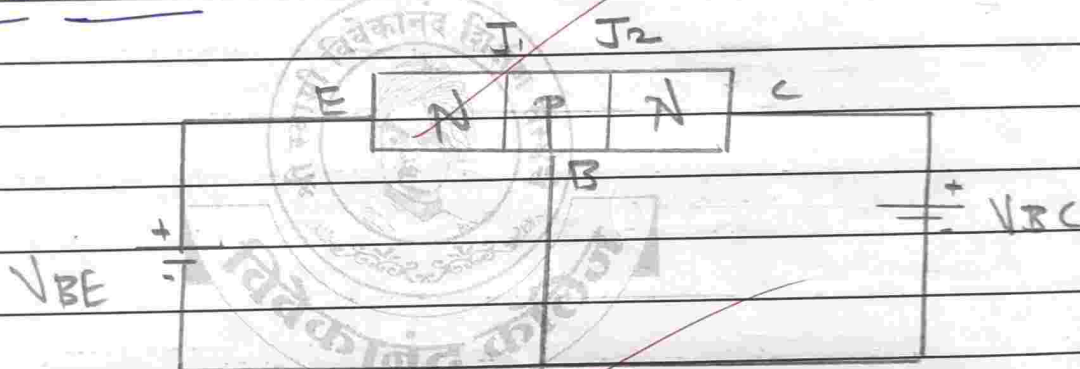 J1 J2
E N P N C
B
+ +
VBE - - VBC
विवेकानंद
विवेकानंद कॉलेज